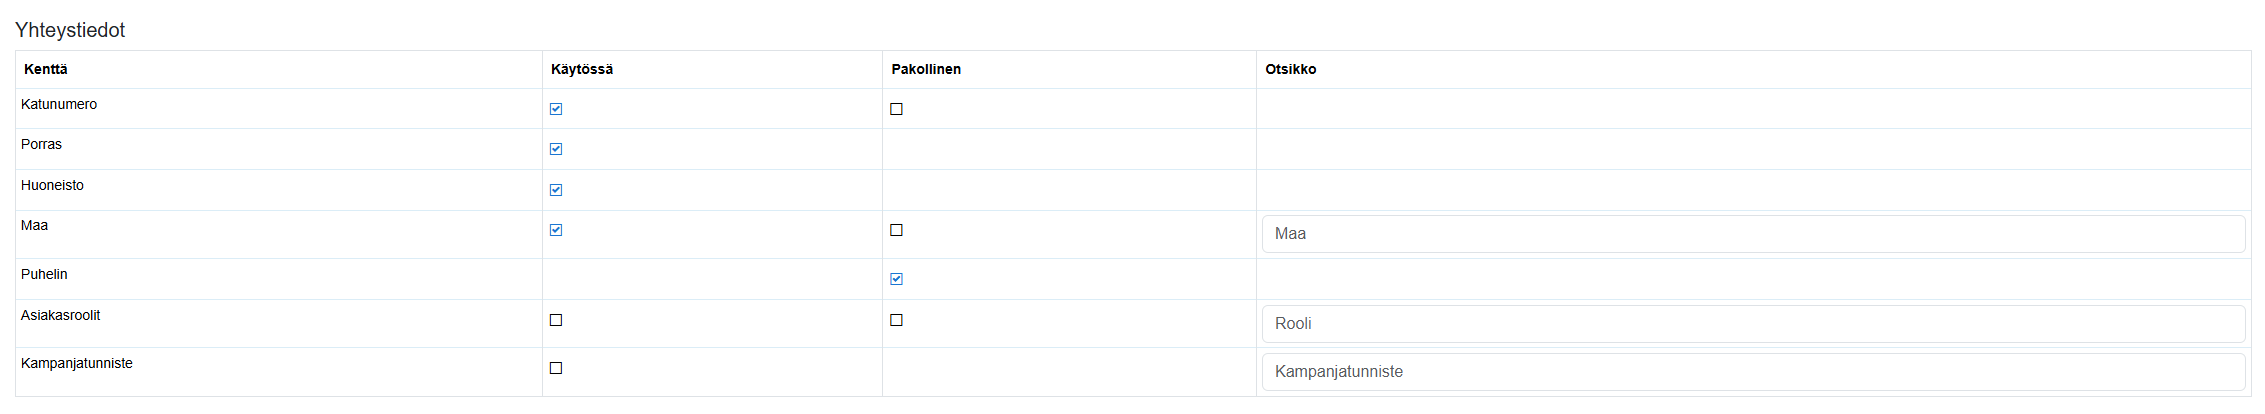 Yhteystiedot
Kenttä Käytössä Pakollinen Otsikko
Katunumero
Porras
Huoneisto
Maa Maa
Puhelin
Asiakasroolit Rooli
Kampanjatunniste Kampanjatunniste